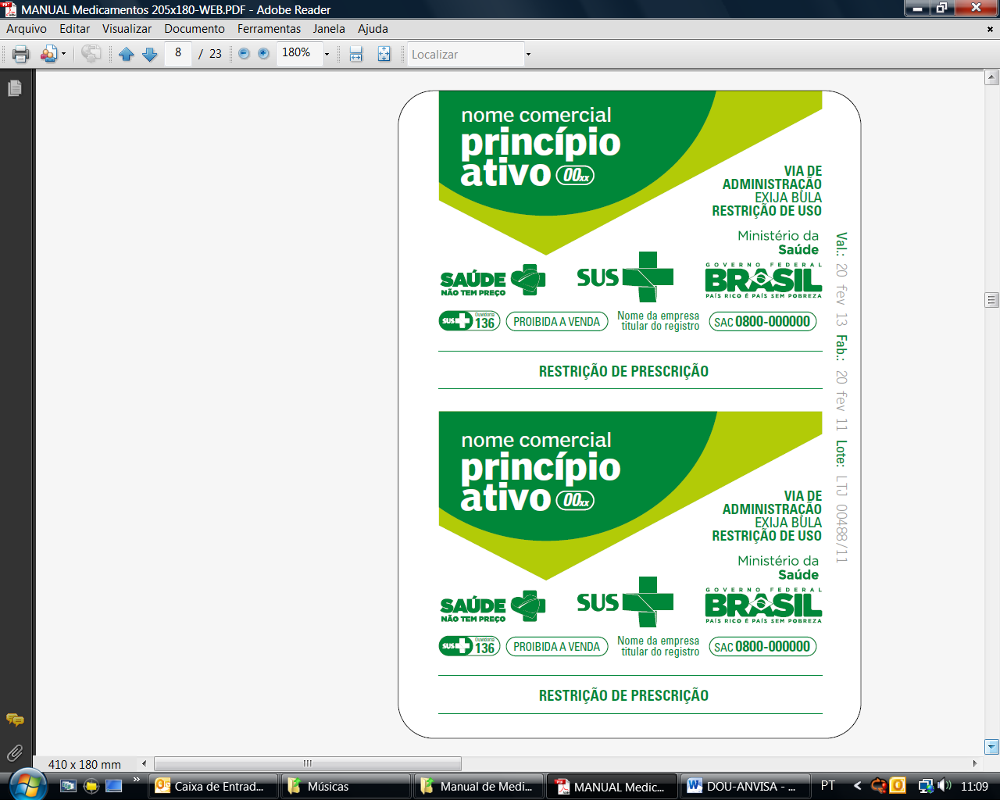 MANUAL Medicamentos 205x180-WEB.PDF - Adobe Reader
Arquivo Editar Visualizar Documento Ferramentas Janela Ajuda
8 / 23 180% Localizar
nome comercial
princípio
ativo 00xx
VIA DE
ADMINISTRAÇÃO
EXIJA BULA
RESTRIÇÃO DE USO
Ministério da
Saúde
SAÚDE
NÃO TEM PREÇO
SUS
GOVERNO FEDERAL
BRASIL
PAÍS RICO É PAÍS SEM POBREZA
SUS Ouvidoria 136
PROIBIDA A VENDA
Nome da empresa
titular do registro
SAC 0800-000000
RESTRIÇÃO DE PRESCRIÇÃO
Val.: 20 fev 13 Fab.: 20 fev 11 Lote: LTJ 00488/11
nome comercial
princípio
ativo 00xx
VIA DE
ADMINISTRAÇÃO
EXIJA BULA
RESTRIÇÃO DE USO
Ministério da
Saúde
SAÚDE
NÃO TEM PREÇO
SUS
GOVERNO FEDERAL
BRASIL
PAÍS RICO É PAÍS SEM POBREZA
SUS Ouvidoria 136
PROIBIDA A VENDA
Nome da empresa
titular do registro
SAC 0800-000000
RESTRIÇÃO DE PRESCRIÇÃO
410 x 180 mm
Caixa de Entrad... Músicas Manual de Medi... MANUAL Medic... DOU-ANVISA - ... PT 11:09